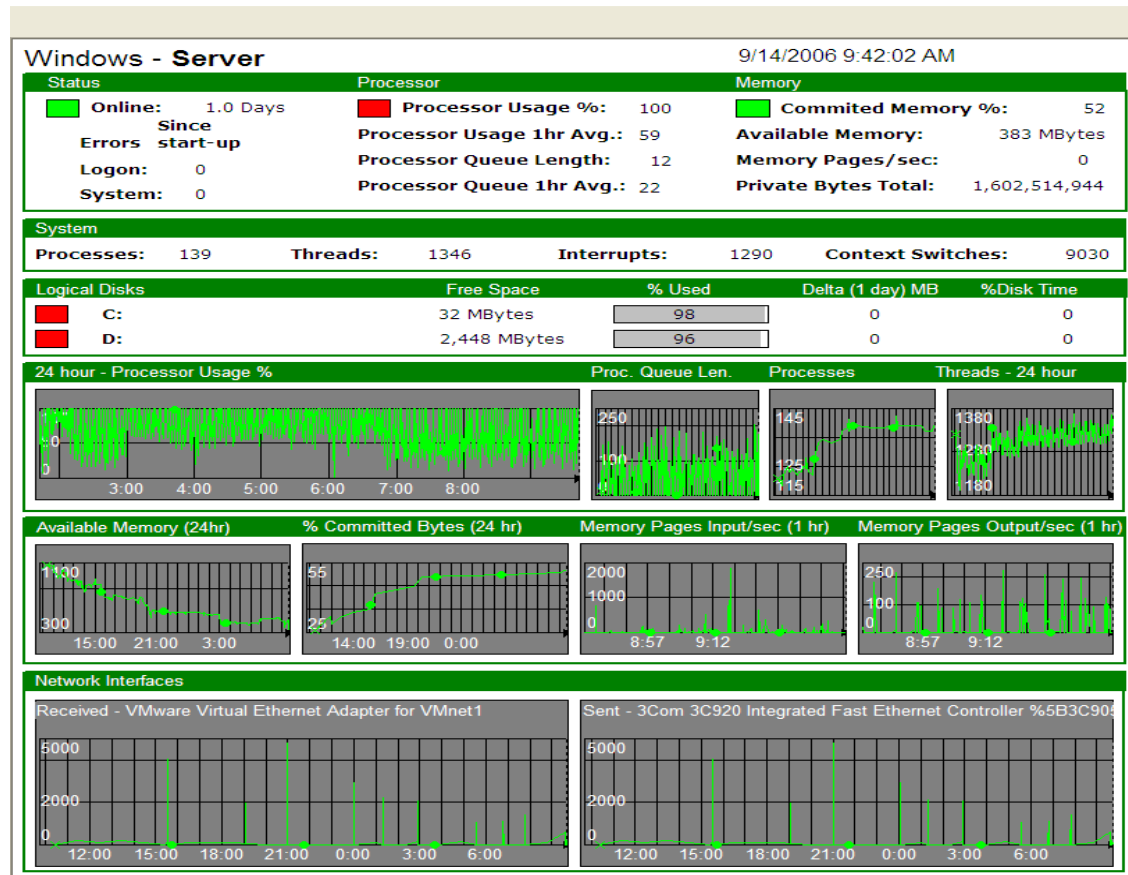 Windows - Server 9/14/2006 9:42:02 AM
Status Processor Memory
Online: 1.0 Days Processor Usage %: 100 Commited Memory %: 52
Since
Errors start-up Processor Usage 1hr Avg.: 59 Available Memory: 383 MBytes
Logon: 0 Processor Queue Length: 12 Memory Pages/sec: 0
System: 0 Processor Queue 1hr Avg.: 22 Private Bytes Total: 1,602,514,944
System
Processes: 139 Threads: 1346 Interrupts: 1290 Context Switches: 9030
Logical Disks Free Space % Used Delta (1 day) MB %Disk Time
C: 32 MBytes 98 0 0
D: 2,448 MBytes 96 0 0
24 hour - Processor Usage % Proc. Queue Len. Processes Threads - 24 hour
250 145 1380
100 125 1280
0 115 1180
3:00 4:00 5:00 6:00 7:00 8:00
Available Memory (24hr) % Committed Bytes (24 hr) Memory Pages Input/sec (1 hr) Memory Pages Output/sec (1 hr)
1100 55 2000 250
1000 100
300 25 0 0
15:00 21:00 3:00 14:00 19:00 0:00 8:57 9:12 8:57 9:12
Network Interfaces
Received - VMware Virtual Ethernet Adapter for VMnet1 Sent - 3Com 3C920 Integrated Fast Ethernet Controller %5B3C905
5000 5000
2000 2000
0 0
12:00 15:00 18:00 21:00 0:00 3:00 6:00 12:00 15:00 18:00 21:00 0:00 3:00 6:00